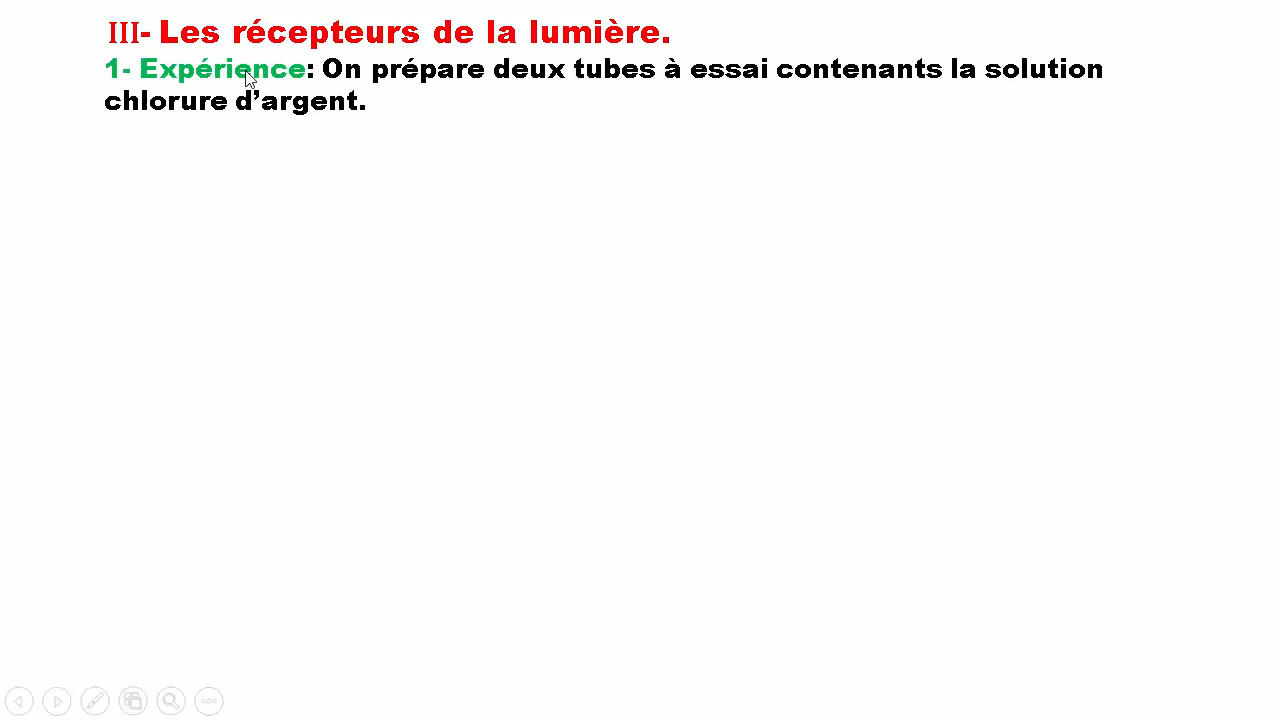 III- Les récepteurs de la lumière.
1- Expérience: On prépare deux tubes à essai contenants la solution
chlorure d’argent.